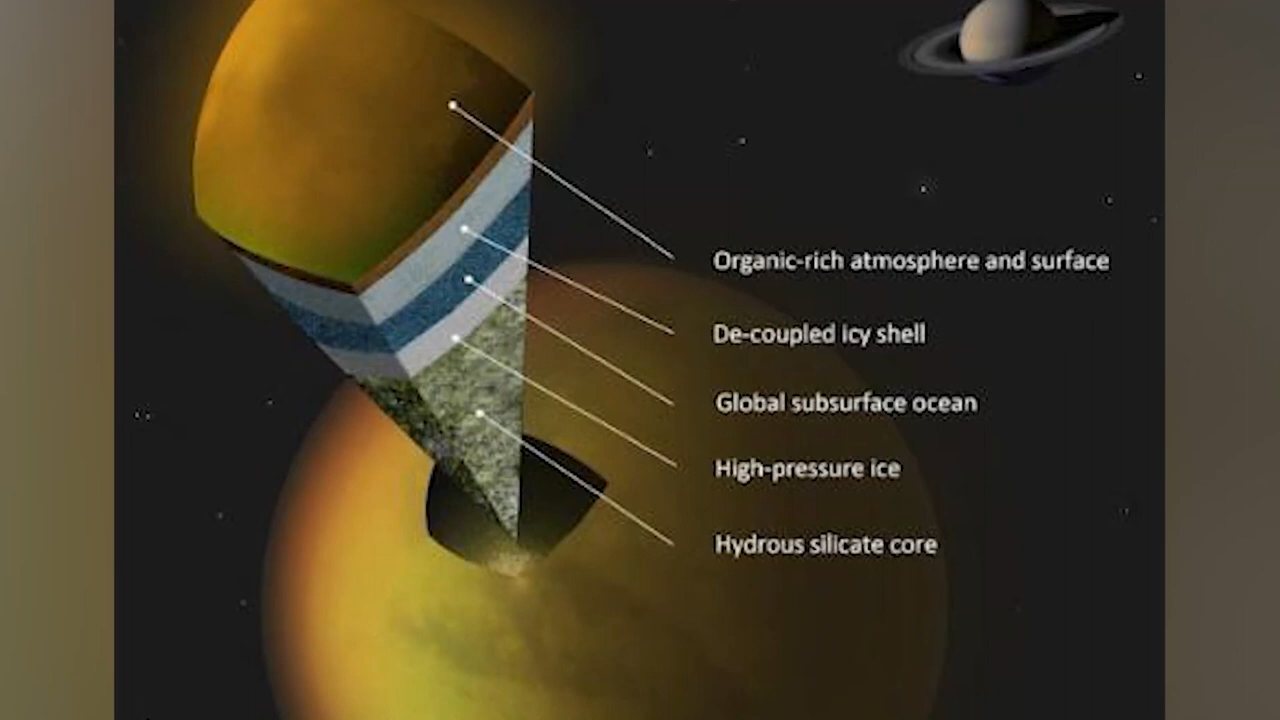 Organic-rich atmosphere and surface
De-coupled icy shell
Global subsurface ocean
High-pressure ice
Hydrous silicate core